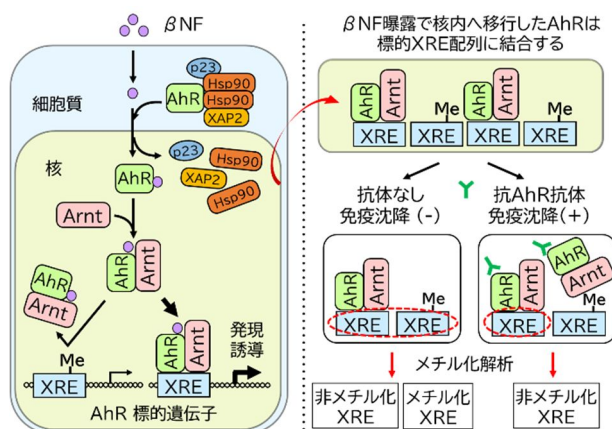 βNF
p23
Hsp90
AhR
Hsp90
XAP2
細胞質
核
p23
Hsp90
XAP2
Hsp90
AhR
Arnt
AhR
Arnt
AhR
Arnt
発現
誘導
Me
AhR
Arnt
XRE
XRE
AhR 標的遺伝子
βNF曝露で核内へ移行したAhRは
標的XRE配列に結合する
AhR
Arnt
Me
AhR
Arnt
Me
XRE
XRE
XRE
XRE
抗体なし
免疫沈降 (-)
抗AhR抗体
免疫沈降(+)
AhR
Arnt
Me
XRE
XRE
AhR
Arnt
AhR
Arnt
Me
XRE
XRE
メチル化解析
非メチル化
XRE
メチル化
XRE
非メチル化
XRE